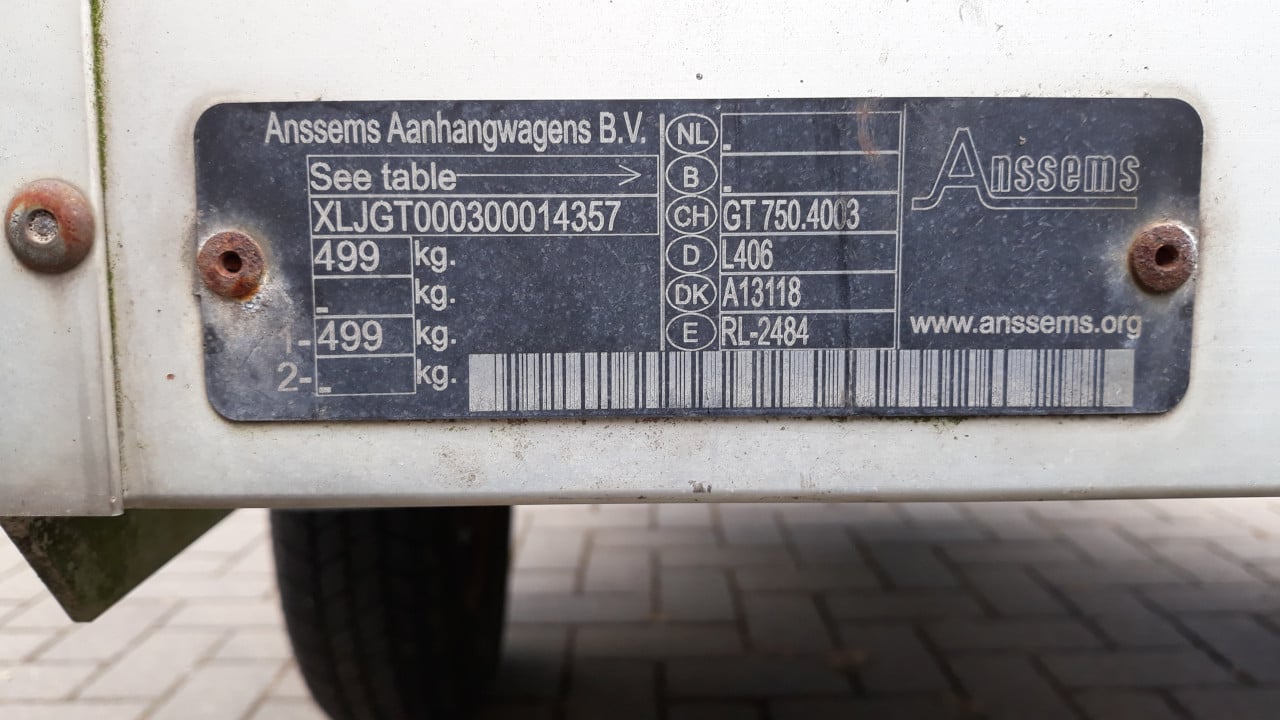 Anssems Aanhangwagens B.V.
See table
XLJGT000300014357
499 kg.
- kg.
1- 499 kg.
2- - kg.
NL -
B -
CH GT 750.4003
D L406
DK A13118
E RL-2484
Anssems
www.anssems.org